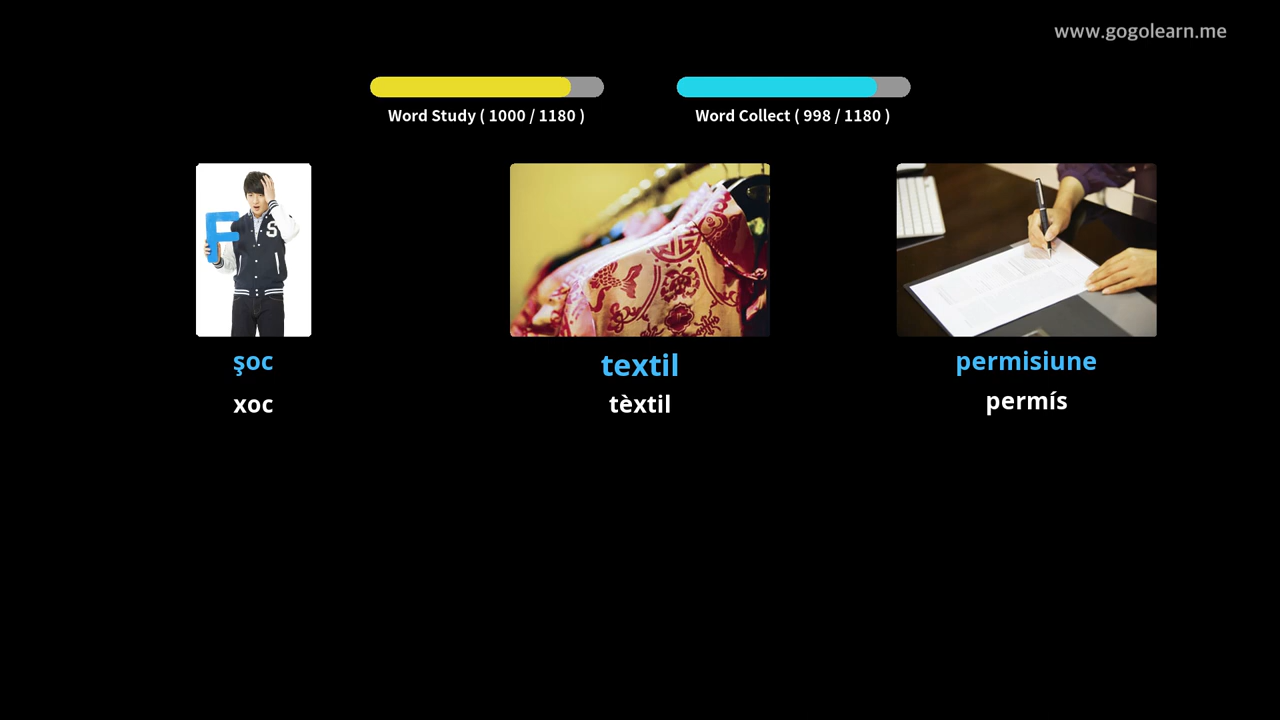 www.gogolearn.me
Word Study ( 1000 / 1180 )
Word Collect ( 998 / 1180 )
F
S
şoc
textil
permisiune
xoc
tèxtil
permís